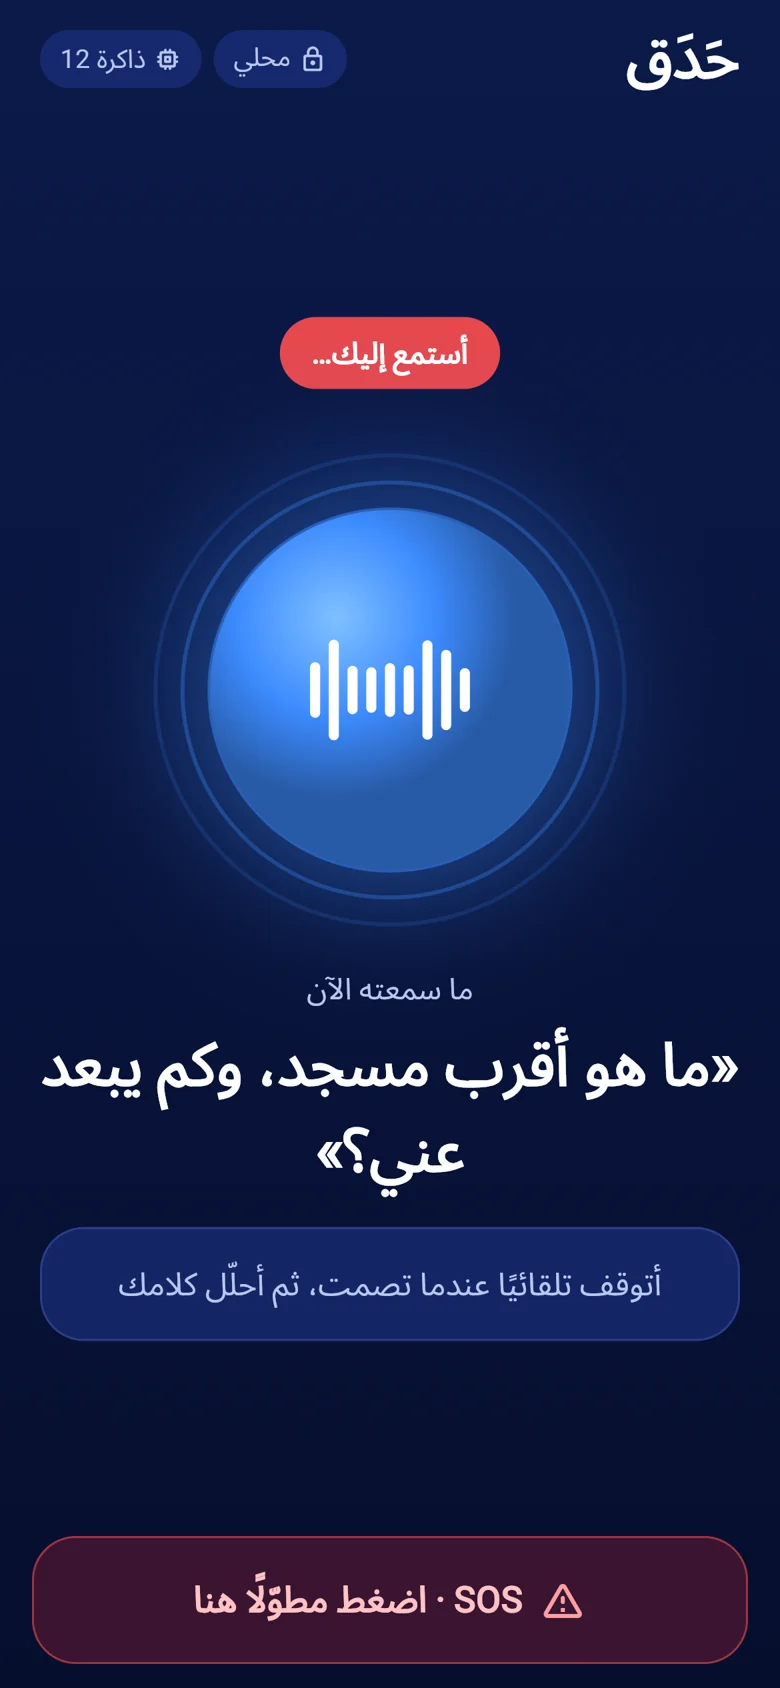 حَدَق
محلي
ذاكرة 12
أستمع إليك...
ما سمعته الآن
«ما هو أقرب مسجد، وكم يبعد
عني؟»
أتوقف تلقائيًا عندما تصمت، ثم أحلّل كلامك
SOS · اضغط مطوّلًا هنا